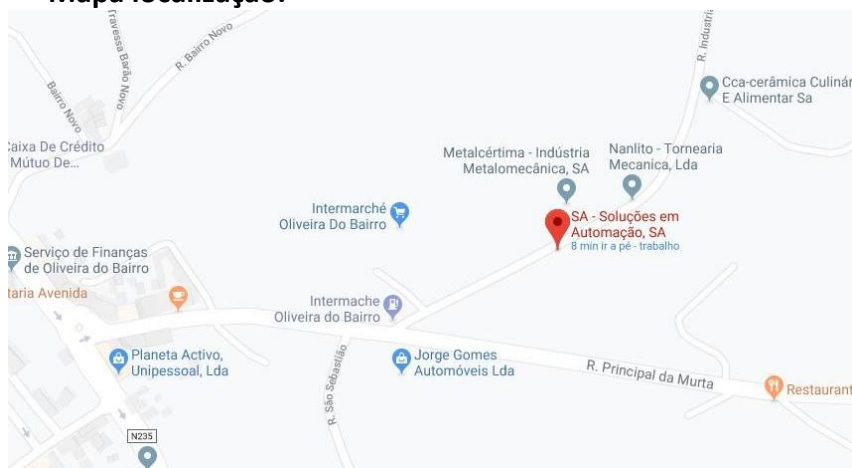 Mapa localização:
Travessa Barão Novo
R. Bairro Novo
Bairro Novo
R. Industri
Cca-cerâmica Culinár
E Alimentar Sa
Caixa De Crédito
Mútuo De...
Metalcértima - Indústria
Metalomecânica, SA
Nanlito - Tornearia
Mecanica, Lda
Intermarché
Oliveira Do Bairro
SA - Soluções em
Automação, SA
8 min ir a pé - trabalho
Serviço de Finanças
de Oliveira do Bairro
taria Avenida
Intermache
Oliveira do Bairro
Planeta Activo,
Unipessoal, Lda
R. São Sebastião
Jorge Gomes
Automóveis Lda
R. Principal da Murta
Restaurant
N235